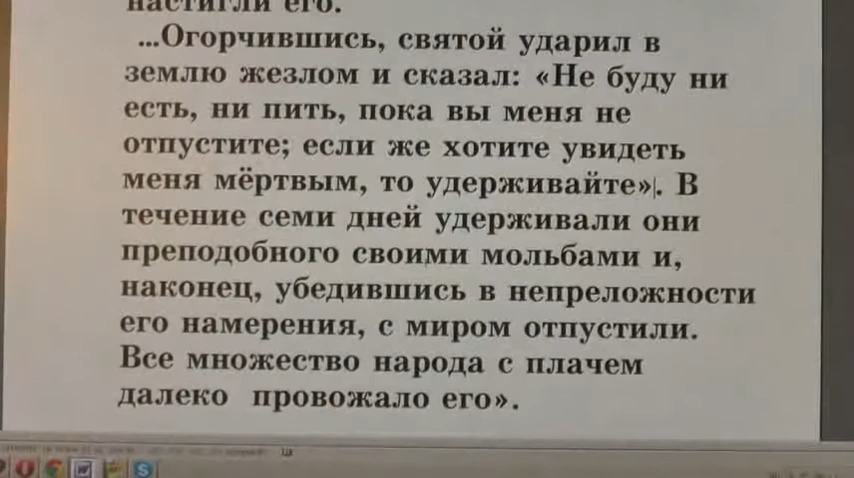 настигли его.
...Огорчившись, святой ударил в
землю жезлом и сказал: «Не буду ни
есть, ни пить, пока вы меня не
отпустите; если же хотите увидеть
меня мёртвым, то удерживайте». В
течение семи дней удерживали они
преподобного своими мольбами и,
наконец, убедившись в непреложности
его намерения, с миром отпустили.
Все множество народа с плачем
далеко провожало его».